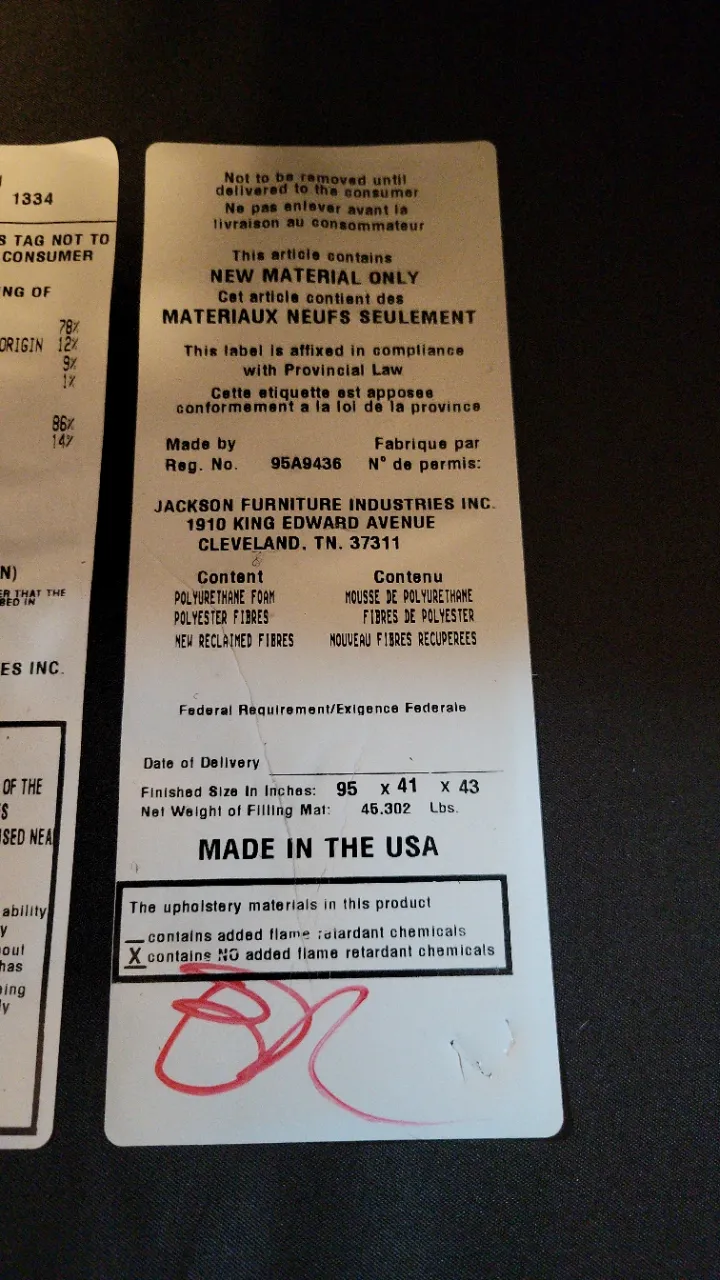 1334
S TAG NOT TO
CONSUMER
NG OF
78%
ORIGIN 12%
9%
1%
86%
14%
N)
ER THAT THE
BED IN
ES INC.
OF THE
S
USED NEA
ability
y
out
has
ing
ly
Not to be removed until
delivered to the consumer
Ne pas enlever avant la
livraison au consommateur
This article contains
NEW MATERIAL ONLY
Cet article contient des
MATERIAUX NEUFS SEULEMENT
This label is affixed in compliance
with Provincial Law
Cette etiquette est apposee
conformement a la loi de la province
Made by Fabrique par
Reg. No. 95A9436 N° de permis:
JACKSON FURNITURE INDUSTRIES INC.
1910 KING EDWARD AVENUE
CLEVELAND. TN. 37311
Content Contenu
POLYURETHANE FOAM MOUSSE DE POLYURETHANE
POLYESTER FIBRES FIBRES DE POLYESTER
NEW RECLAIMED FIBRES NOUVEAU FIBRES RECUPEREES
Federal Requirement/Exigence Federale
Date of Delivery
Finished Size In Inches: 95 x 41 x 43
Net Weight of Filling Mat: 45.302 Lbs.
MADE IN THE USA
The upholstery materials in this product
contains added flame retardant chemicals
X contains NO added flame retardant chemicals